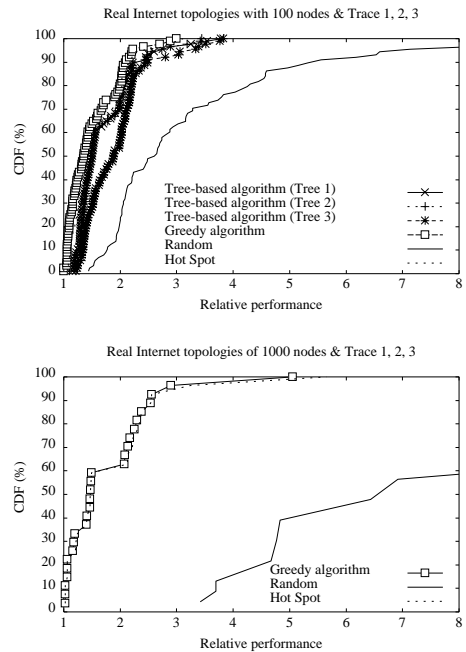 Real Internet topologies with 100 nodes & Trace 1, 2, 3
100
90
80
70
60
50
40
30
20
10
0
CDF (%)
Tree-based algorithm (Tree 1)
Tree-based algorithm (Tree 2)
Tree-based algorithm (Tree 3)
Greedy algorithm
Random
Hot Spot
1 2 3 4 5 6 7 8
Relative performance
Real Internet topologies of 1000 nodes & Trace 1, 2, 3
100
90
80
70
60
50
40
30
20
10
0
CDF (%)
Greedy algorithm
Random
Hot Spot
1 2 3 4 5 6 7 8
Relative performance